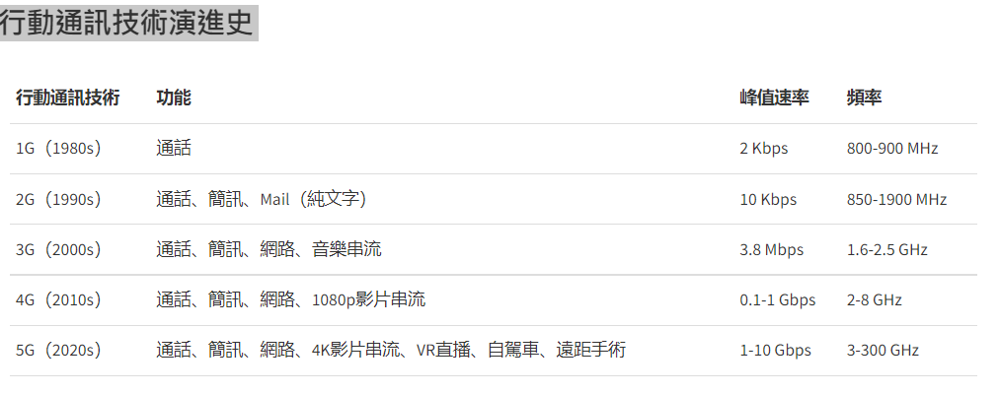 行動通訊技術演進史
行動通訊技術 功能 峰值速率 頻率
1G（1980s） 通話 2 Kbps 800-900 MHz
2G（1990s） 通話、簡訊、Mail（純文字） 10 Kbps 850-1900 MHz
3G（2000s） 通話、簡訊、網路、音樂串流 3.8 Mbps 1.6-2.5 GHz
4G（2010s） 通話、簡訊、網路、1080p影片串流 0.1-1 Gbps 2-8 GHz
5G（2020s） 通話、簡訊、網路、4K影片串流、VR直播、自駕車、遠距手術 1-10 Gbps 3-300 GHz